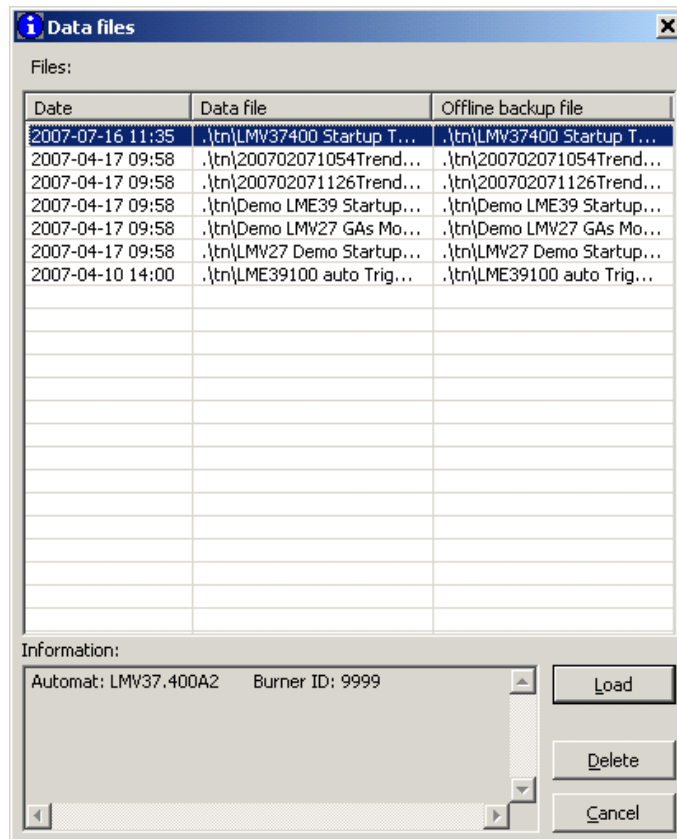 Data files
Files:
Date Data file Offline backup file
2007-07-16 11:35 .\tn\LMV37400 Startup T... .\tn\LMV37400 Startup T...
2007-04-17 09:58 .\tn\200702071054Trend... .\tn\200702071054Trend...
2007-04-17 09:58 .\tn\200702071126Trend... .\tn\200702071126Trend...
2007-04-17 09:58 .\tn\Demo LME39 Startup... .\tn\Demo LME39 Startup...
2007-04-17 09:58 .\tn\Demo LMV27 GAs Mo... .\tn\Demo LMV27 GAs Mo...
2007-04-17 09:58 .\tn\LMV27 Demo Startup... .\tn\LMV27 Demo Startup...
2007-04-10 14:00 .\tn\LME39100 auto Trig... .\tn\LME39100 auto Trig...
Information:
Automat: LMV37.400A2 Burner ID: 9999
Load
Delete
Cancel